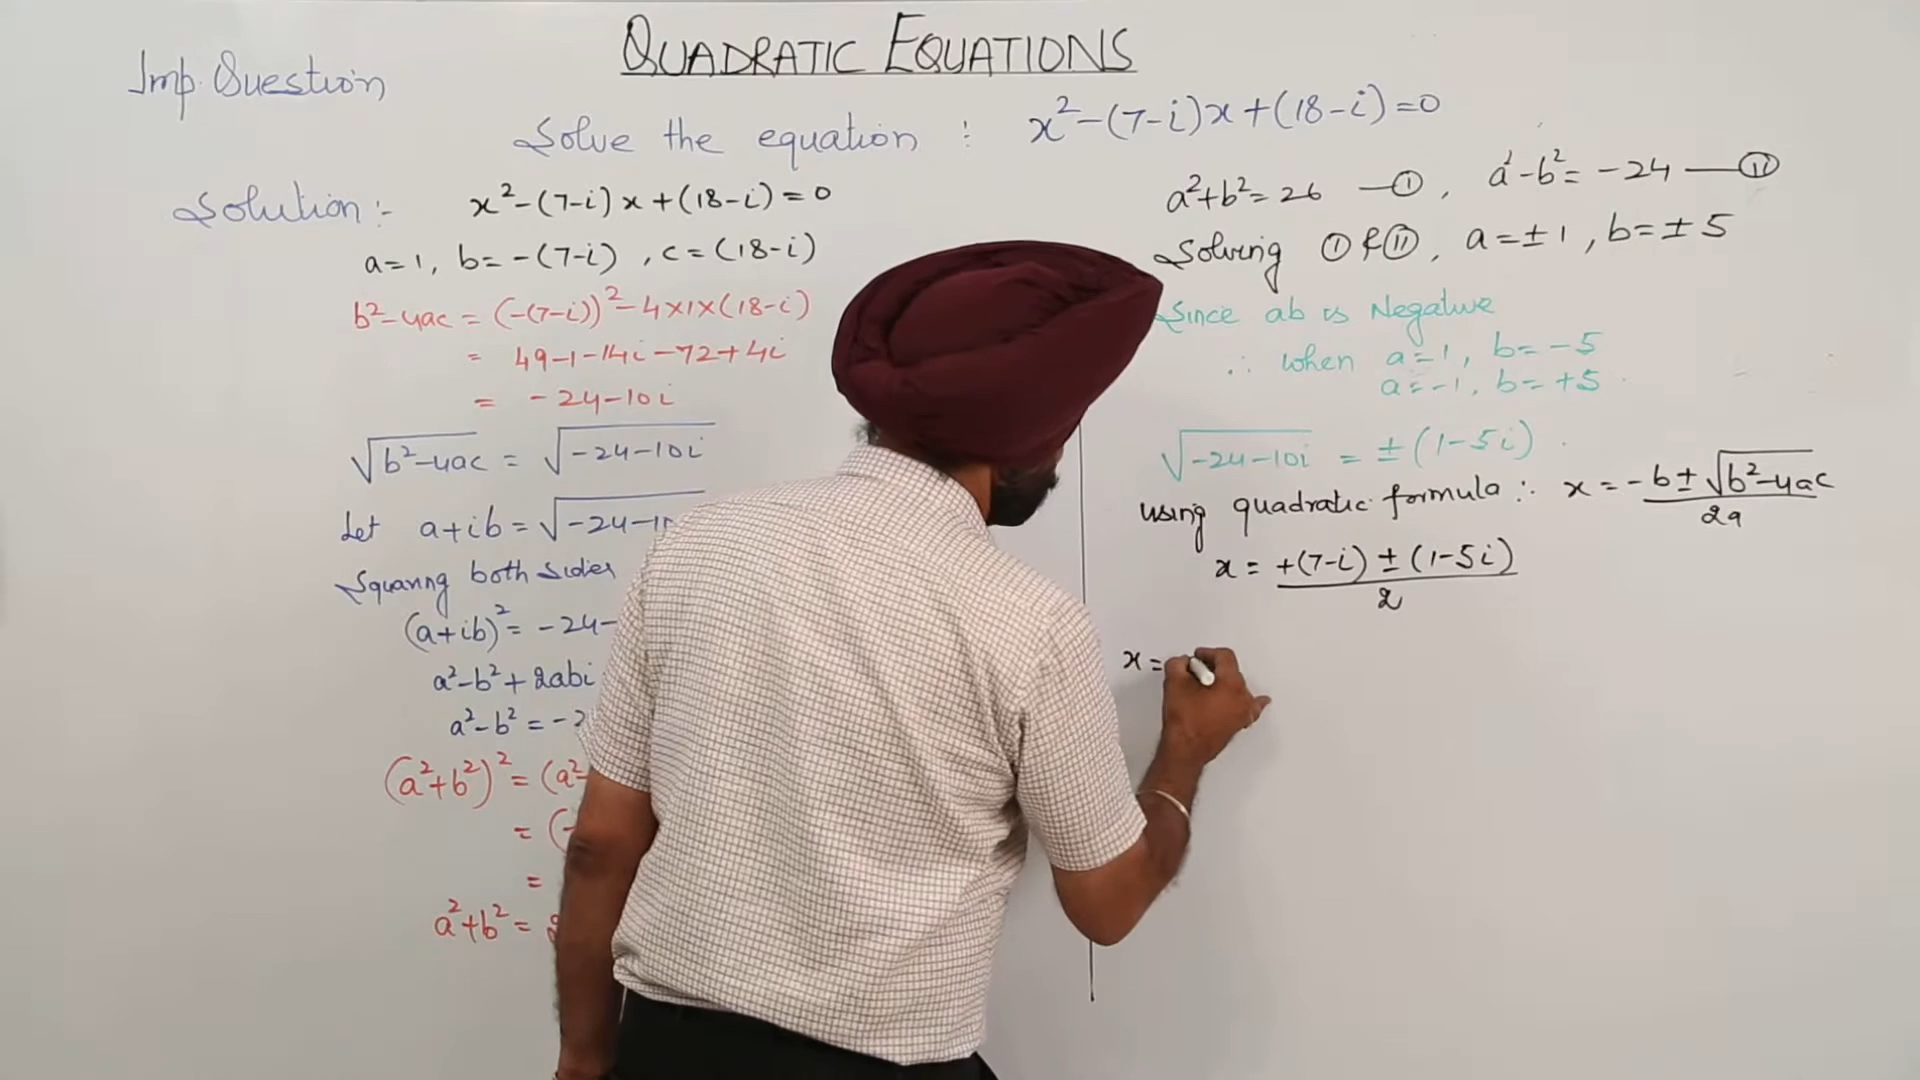 QUADRATIC EQUATIONS
Imp. Question
Solve the equation : x²-(7-i)x+(18-i)=0
Solution:- x²-(7-i)x+(18-i)=0
a=1, b=-(7-i), c=(18-i)
b²-4ac = (-(7-i))²-4×1×(18-i)
= 49-1-14i-72+4i
= -24-10i
√b²-4ac = √-24-10i
Let a+ib = √-24-1
Squaring both sides
(a+ib)² = -24-
a²-b²+2abi
a²-b² = -2
(a²+b²)² = (a²-
= (-
=
a²+b² =
a²+b²=26 —Ⓘ, a²-b²= -24 —Ⓘⓘ
Solving Ⓘ & Ⓘⓘ, a=±1, b=±5
Since ab is Negative
∴ when a=1, b=-5
a=-1, b=+5.
√-24-10i = ±(1-5i).
using quadratic formula ∴ x = -b±√b²-4ac / 2a
x = +(7-i) ± (1-5i) / 2
x =